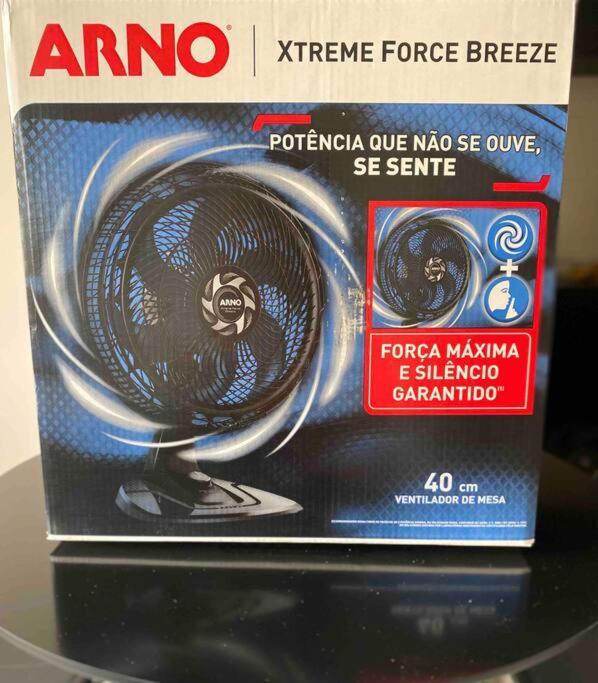 ARNO
XTREME FORCE BREEZE
POTÊNCIA QUE NÃO SE OUVE,
SE SENTE
ARNO
FORÇA MÁXIMA
E SILÊNCIO
GARANTIDO(1)
40 cm
VENTILADOR DE MESA